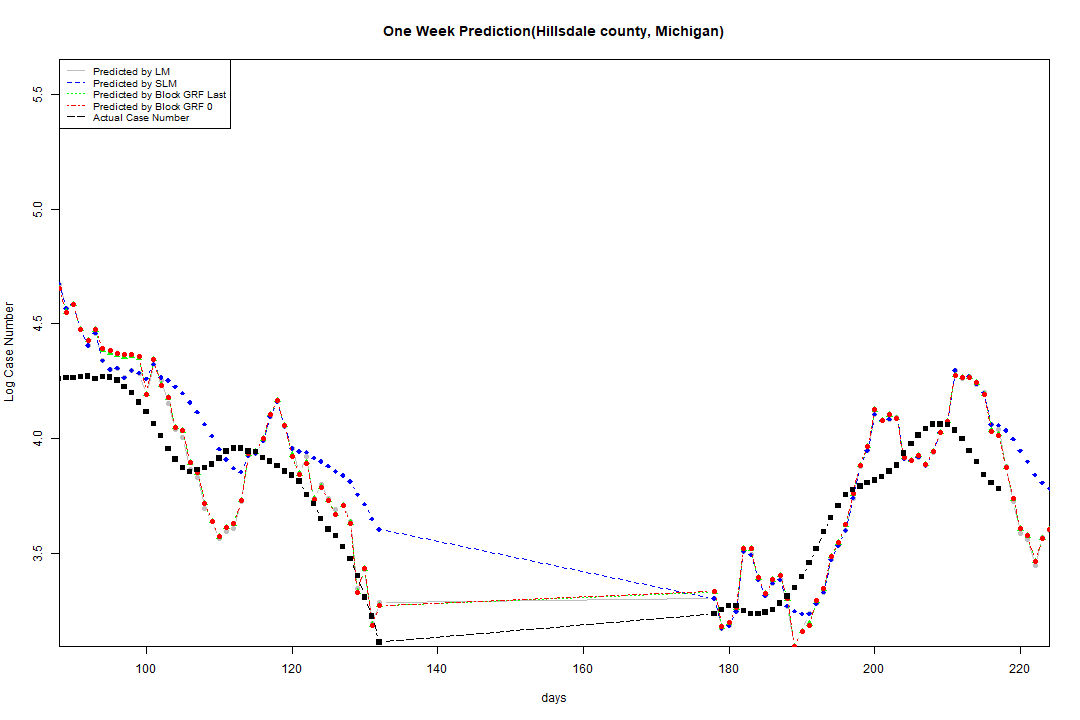 One Week Prediction(Hillsdale county, Michigan)
Predicted by LM
Predicted by SLM
Predicted by Block GRF Last
Predicted by Block GRF 0
Actual Case Number
Log Case Number
5.5
5.0
4.5
4.0
3.5
100 120 140 160 180 200 220
days